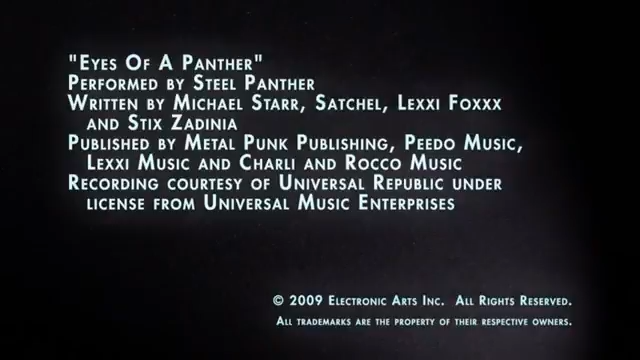 "Eyes Of A Panther"
Performed by Steel Panther
Written by Michael Starr, Satchel, Lexxi Foxxx
and Stix Zadinia
Published by Metal Punk Publishing, Peedo Music,
Lexxi Music and Charli and Rocco Music
Recording courtesy of Universal Republic under
license from Universal Music Enterprises
© 2009 Electronic Arts Inc. All Rights Reserved.
All trademarks are the property of their respective owners.